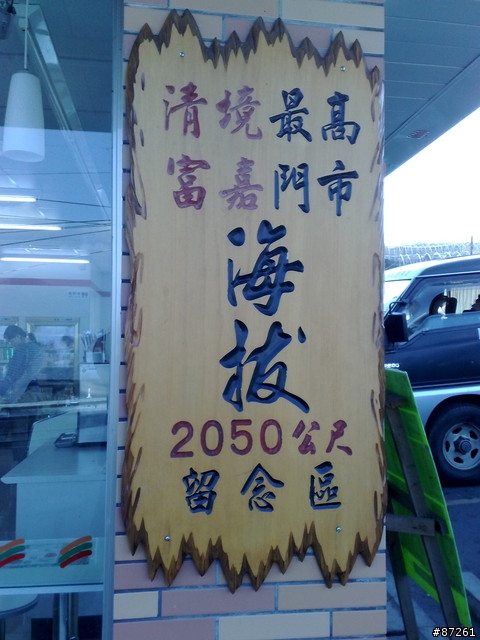 清境最高
富嘉門市
海拔
2050公尺
留念區
#87261